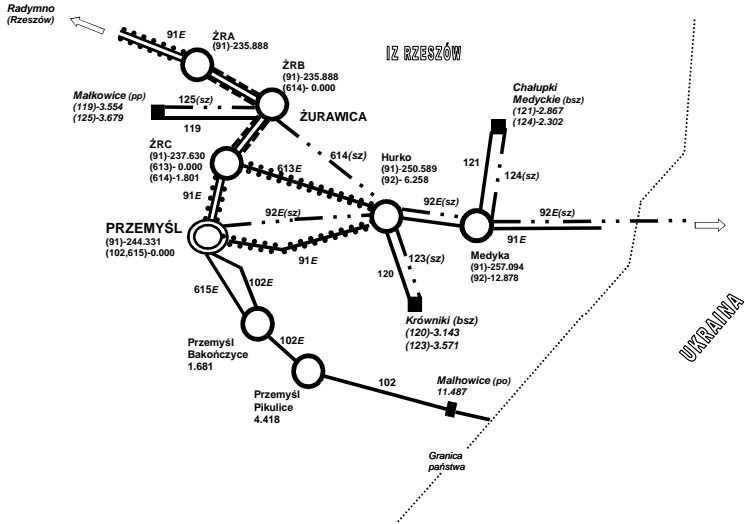 Radymno
(Rzeszów)
91E
ŻRA
(91)-235.888
IZ RZESZÓW
ŻRB
(91)-235.888
(614)- 0.000
Małkowice (pp)
(119)-3.554
(125)-3.679
125(sz)
119
ŻURAWICA
Chałupki
Medyckie (bsz)
(121)-2.867
(124)-2.302
ŻRC
(91)-237.630
(613)- 0.000
(614)-1.801
613E
614(sz)
Hurko
(91)-250.589
(92)- 6.258
121
124(sz)
91E
92E(sz)
92E(sz)
92E(sz)
PRZEMYŚL
(91)-244.331
(102,615)-0.000
91E
91E
Medyka
(91)-257.094
(92)-12.878
120
123(sz)
615E
102E
Krówniki (bsz)
(120)-3.143
(123)-3.571
UKRAINA
Przemyśl
Bakończyce
1.681
102E
Przemyśl
Pikulice
4.418
102
Malhowice (po)
11.487
Granica
państwa